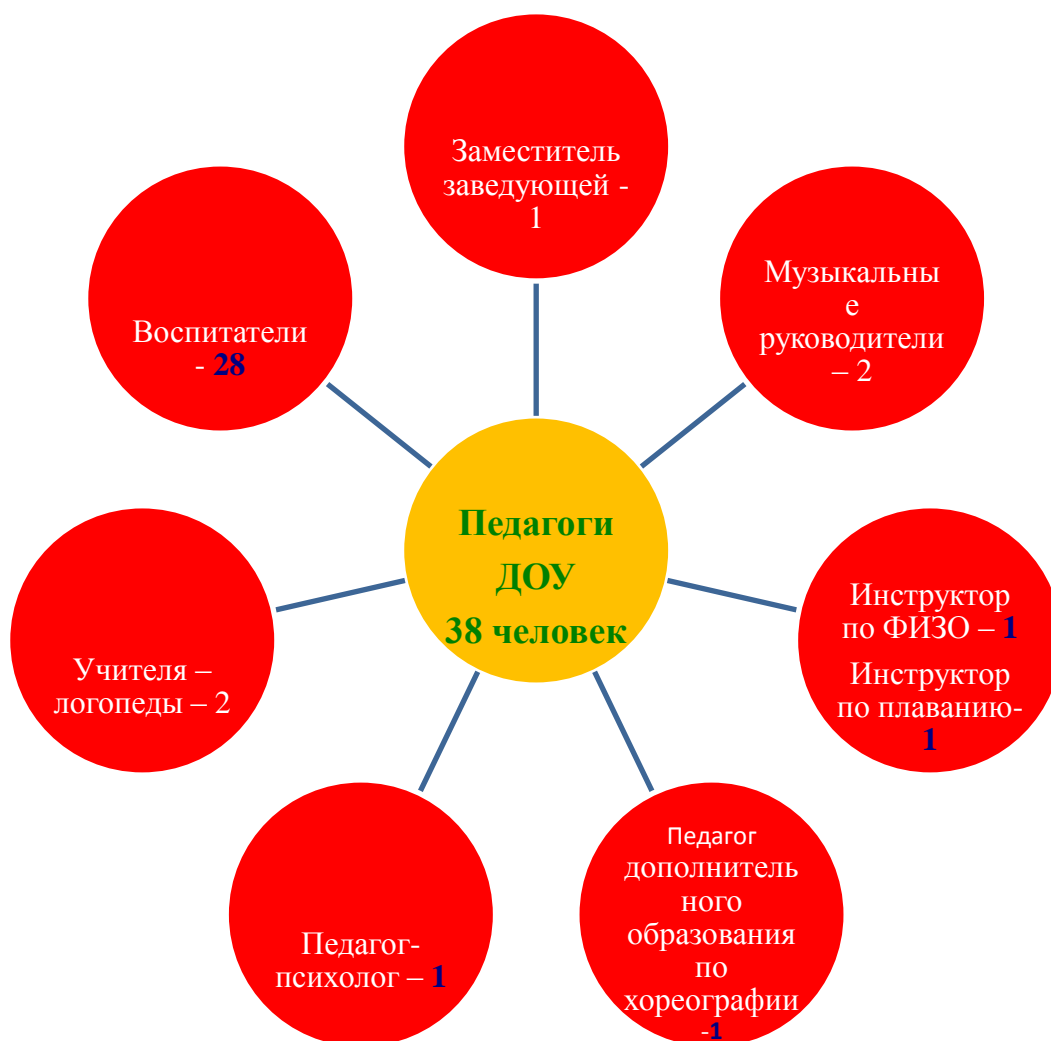 Заместитель
заведующей -
1
Музыкальны
е
руководители
– 2
Воспитатели
- 28
Педагоги
ДОУ
38 человек
Инструктор
по ФИЗО – 1
Инструктор
по плаванию-
1
Учителя –
логопеды – 2
Педагог
дополнитель
ного
образования
по
хореографии
-1
Педагог-
психолог – 1